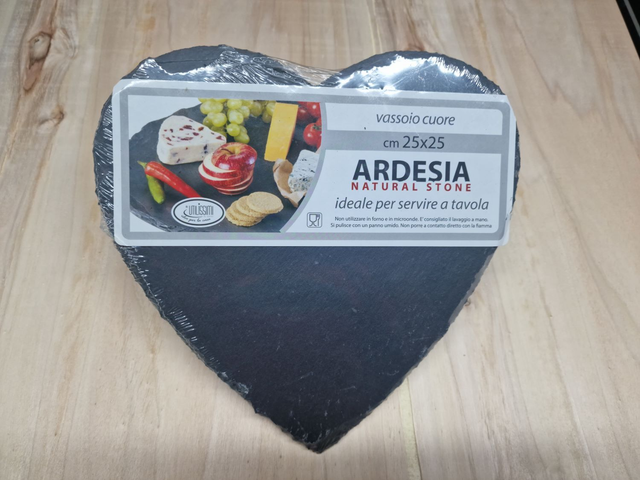 vassoio cuore
cm 25x25
ARDESIA
NATURAL STONE
ideale per servire a tavola
Non utilizzare in forno e in microonde. E' consigliato il lavaggio a mano.
Si pulisce con un panno umido. Non porre a contatto diretto con la fiamma
UTILISSIMI